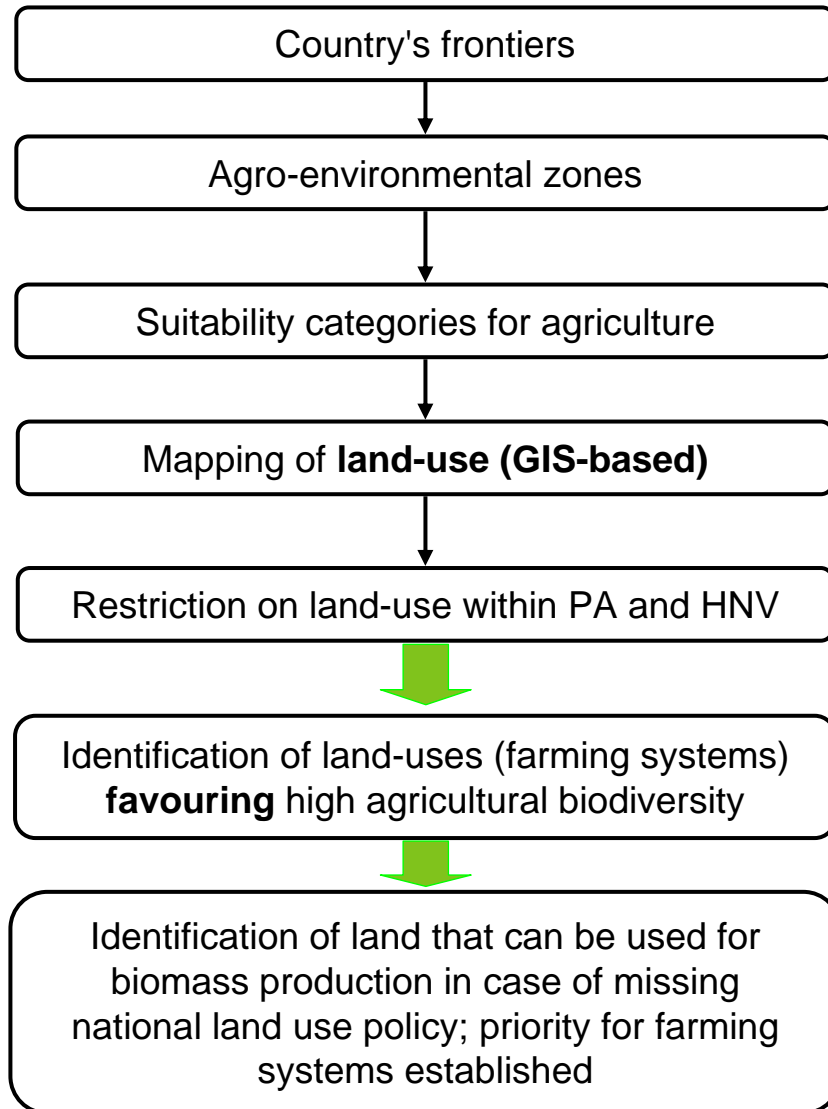 Country's frontiers
Agro-environmental zones
Suitability categories for agriculture
Mapping of land-use (GIS-based)
Restriction on land-use within PA and HNV
Identification of land-uses (farming systems)
favouring high agricultural biodiversity
Identification of land that can be used for
biomass production in case of missing
national land use policy; priority for farming
systems established